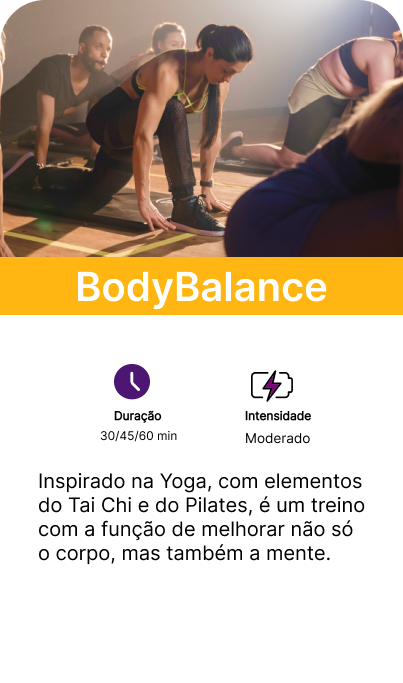 BodyBalance
Duração
Intensidade
30/45/60 min
Moderado
Inspirado na Yoga, com elementos
do Tai Chi e do Pilates, é um treino
com a função de melhorar não só
o corpo, mas também a mente.